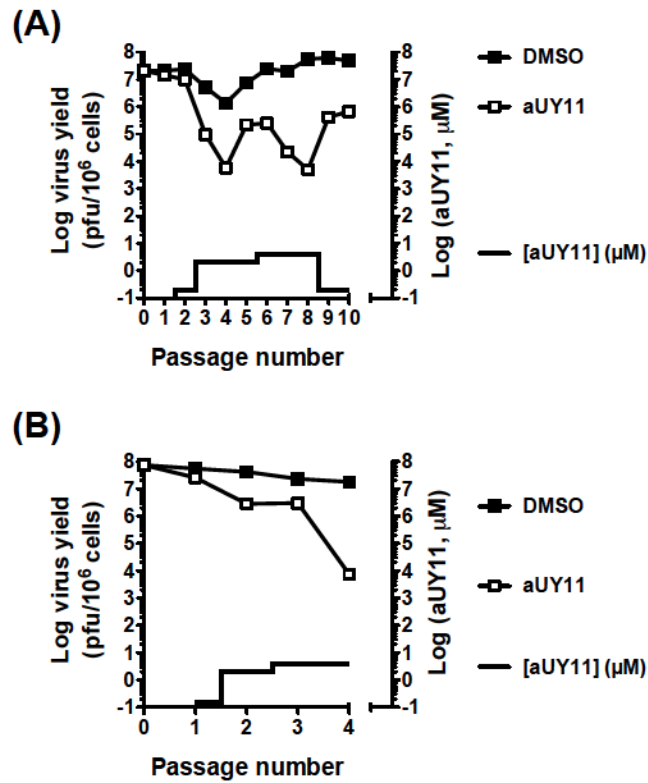 (A)
8
7
6
5
4
3
2
1
0
-1
Log virus yield
(pfu/10⁶ cells)
0 1 2 3 4 5 6 7 8 9 10
Passage number
8
7
6
5
4
3
2
1
0
-1
Log (aUY11, μM)
DMSO
aUY11
[aUY11] (μM)
(B)
8
7
6
5
4
3
2
1
0
-1
Log virus yield
(pfu/10⁶ cells)
0 1 2 3 4
Passage number
8
7
6
5
4
3
2
1
0
-1
Log (aUY11, μM)
DMSO
aUY11
[aUY11] (μM)